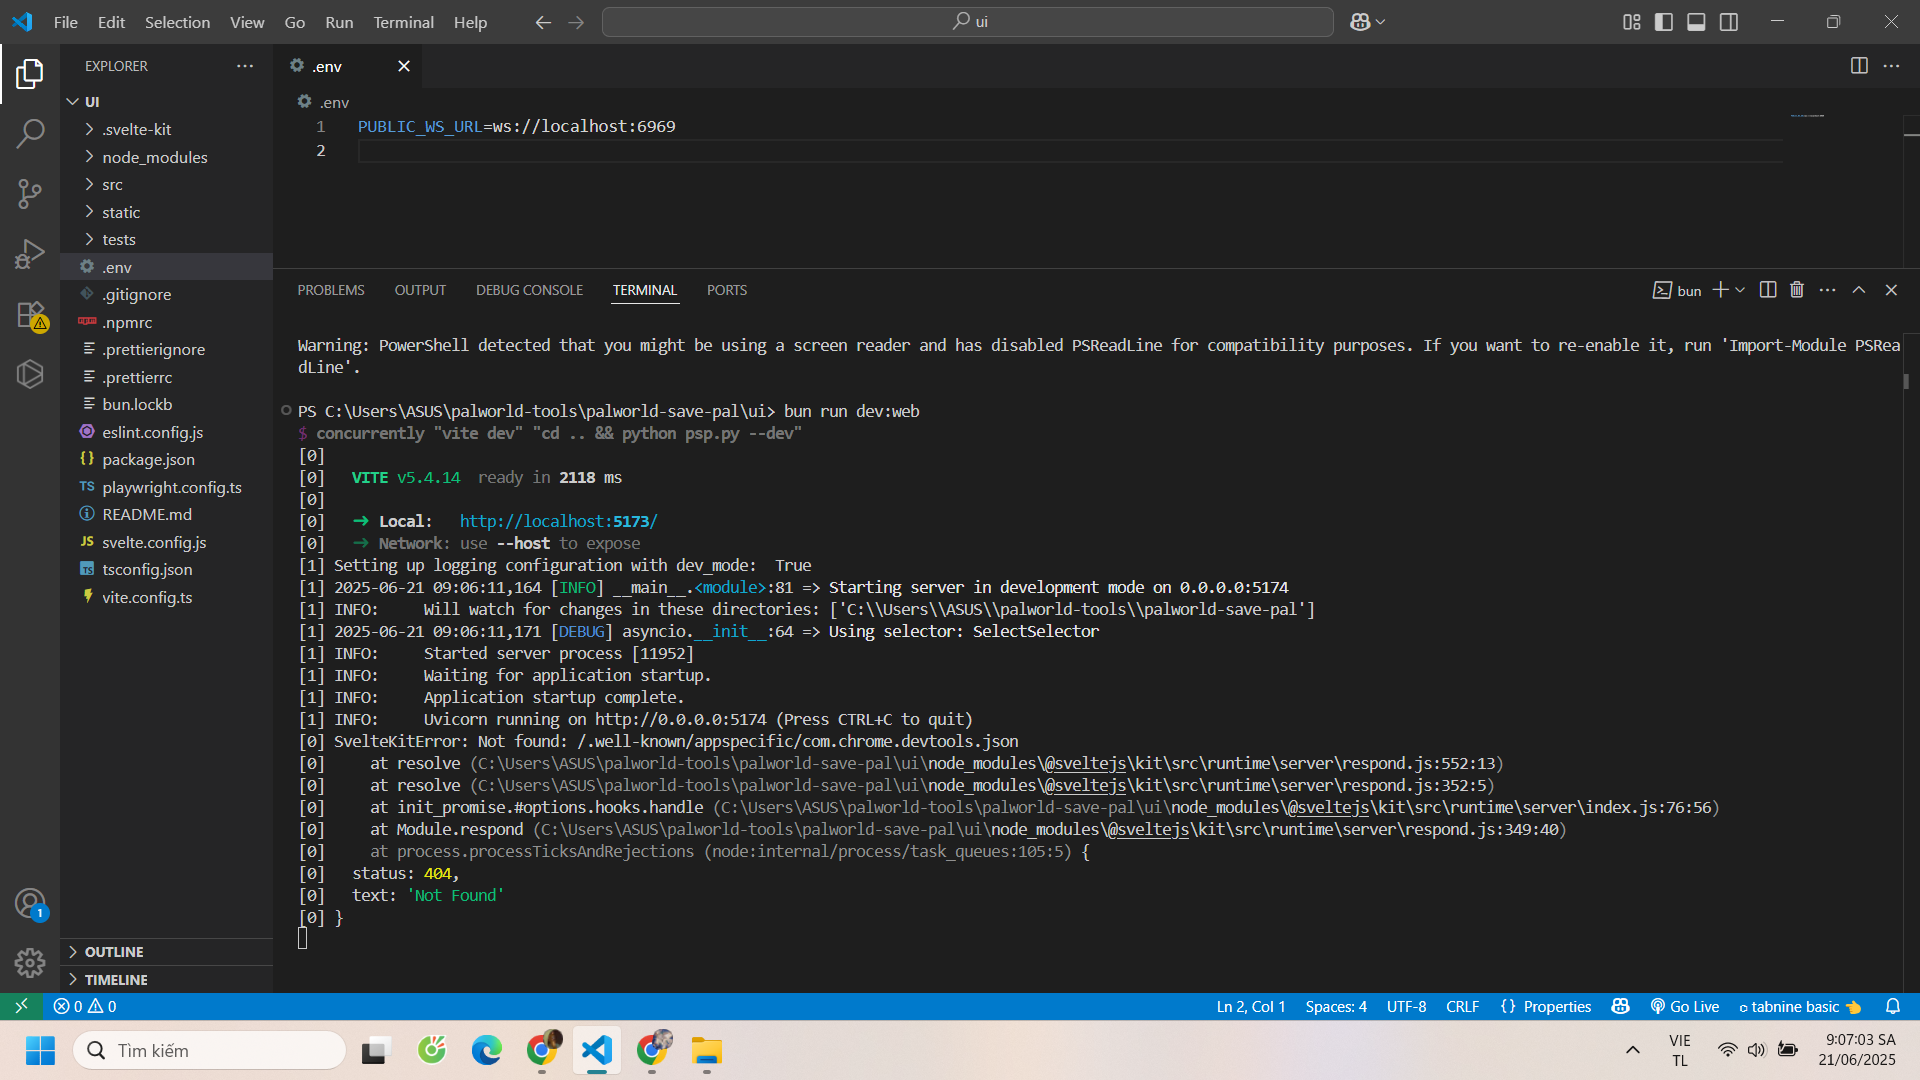 File Edit Selection View Go Run Terminal Help
ui
EXPLORER
UI
.svelte-kit
node_modules
src
static
tests
.env
.gitignore
.npmrc
.prettierignore
.prettierrc
bun.lockb
eslint.config.js
package.json
playwright.config.ts
README.md
svelte.config.js
tsconfig.json
vite.config.ts
OUTLINE
TIMELINE
.env
.env
1 PUBLIC_WS_URL=ws://localhost:6969
2
PROBLEMS OUTPUT DEBUG CONSOLE TERMINAL PORTS
bun
Warning: PowerShell detected that you might be using a screen reader and has disabled PSReadLine for compatibility purposes. If you want to re-enable it, run 'Import-Module PSRea
dLine'.
PS C:\Users\ASUS\palworld-tools\palworld-save-pal\ui> bun run dev:web
$ concurrently "vite dev" "cd .. && python psp.py --dev"
[0]
[0] VITE v5.4.14 ready in 2118 ms
[0]
[0] ➜ Local: http://localhost:5173/
[0] ➜ Network: use --host to expose
[1] Setting up logging configuration with dev_mode: True
[1] 2025-06-21 09:06:11,164 [INFO] __main__.<module>:81 => Starting server in development mode on 0.0.0.0:5174
[1] INFO: Will watch for changes in these directories: ['C:\\Users\\ASUS\\palworld-tools\\palworld-save-pal']
[1] 2025-06-21 09:06:11,171 [DEBUG] asyncio.__init__:64 => Using selector: SelectSelector
[1] INFO: Started server process [11952]
[1] INFO: Waiting for application startup.
[1] INFO: Application startup complete.
[1] INFO: Uvicorn running on http://0.0.0.0:5174 (Press CTRL+C to quit)
[0] SvelteKitError: Not found: /.well-known/appspecific/com.chrome.devtools.json
[0] at resolve (C:\Users\ASUS\palworld-tools\palworld-save-pal\ui\node_modules\@sveltejs\kit\src\runtime\server\respond.js:552:13)
[0] at resolve (C:\Users\ASUS\palworld-tools\palworld-save-pal\ui\node_modules\@sveltejs\kit\src\runtime\server\respond.js:352:5)
[0] at init_promise.#options.hooks.handle (C:\Users\ASUS\palworld-tools\palworld-save-pal\ui\node_modules\@sveltejs\kit\src\runtime\server\index.js:76:56)
[0] at Module.respond (C:\Users\ASUS\palworld-tools\palworld-save-pal\ui\node_modules\@sveltejs\kit\src\runtime\server\respond.js:349:40)
[0] at process.processTicksAndRejections (node:internal/process/task_queues:105:5) {
[0] status: 404,
[0] text: 'Not Found'
[0] }
1
0 0
Ln 2, Col 1 Spaces: 4 UTF-8 CRLF {} Properties Go Live tabnine basic
Tìm kiếm
VIE
TL
9:07:03 SA
21/06/2025